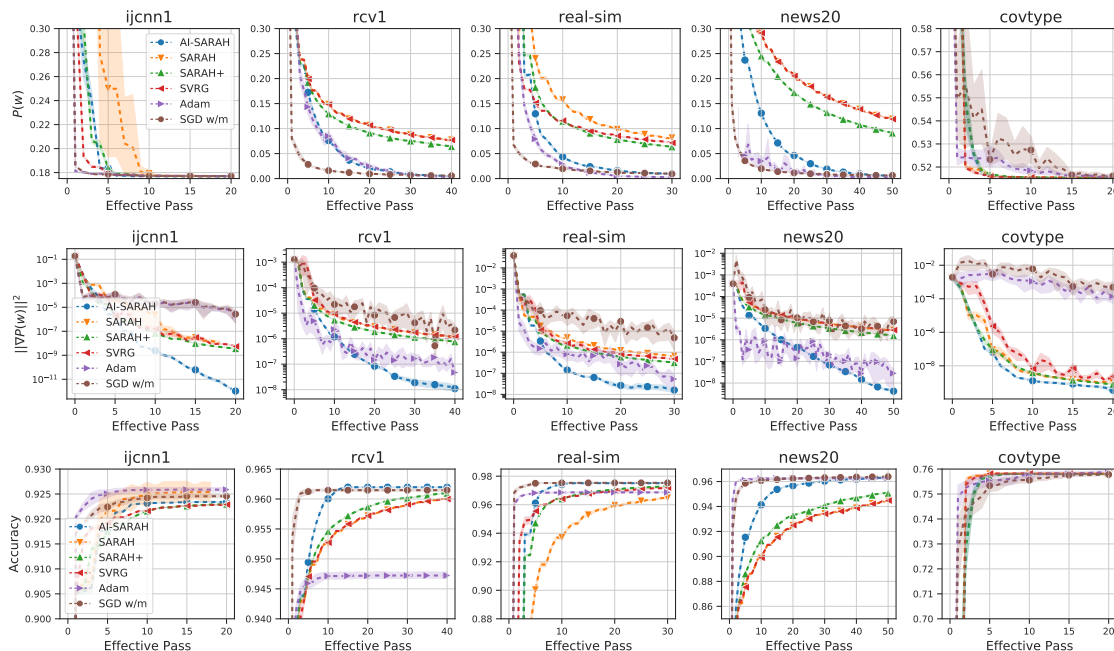 ijcnn1 rcv1 real-sim news20 covtype
P(w)
0.30 0.28 0.26 0.24 0.22 0.20 0.18
0 5 10 15 20
AI-SARAH
SARAH
SARAH+
SVRG
Adam
SGD w/m
0.30 0.25 0.20 0.15 0.10 0.05 0.00
0 10 20 30 40
0.30 0.25 0.20 0.15 0.10 0.05 0.00
0 10 20 30
0.30 0.25 0.20 0.15 0.10 0.05 0.00
0 10 20 30 40 50
0.58 0.57 0.56 0.55 0.54 0.53 0.52
0 5 10 15 20
Effective Pass Effective Pass Effective Pass Effective Pass Effective Pass
ijcnn1 rcv1 real-sim news20 covtype
||∇P(w)||²
10⁻¹ 10⁻³ 10⁻⁵ 10⁻⁷ 10⁻⁹ 10⁻¹¹
0 5 10 15 20
AI-SARAH
SARAH
SARAH+
SVRG
Adam
SGD w/m
10⁻³ 10⁻⁴ 10⁻⁵ 10⁻⁶ 10⁻⁷ 10⁻⁸
0 10 20 30 40
10⁻² 10⁻³ 10⁻⁴ 10⁻⁵ 10⁻⁶ 10⁻⁷ 10⁻⁸
0 10 20 30
10⁻² 10⁻³ 10⁻⁴ 10⁻⁵ 10⁻⁶ 10⁻⁷ 10⁻⁸
0 10 20 30 40 50
10⁻² 10⁻⁴ 10⁻⁶ 10⁻⁸
0 5 10 15 20
Effective Pass Effective Pass Effective Pass Effective Pass Effective Pass
ijcnn1 rcv1 real-sim news20 covtype
Accuracy
0.930 0.925 0.920 0.915 0.910 0.905 0.900
0 5 10 15 20
AI-SARAH
SARAH
SARAH+
SVRG
Adam
SGD w/m
0.965 0.960 0.955 0.950 0.945 0.940
0 10 20 30 40
0.98 0.96 0.94 0.92 0.90 0.88
0 10 20 30
0.96 0.94 0.92 0.90 0.88 0.86
0 10 20 30 40 50
0.76 0.75 0.74 0.73 0.72 0.71 0.70
0 5 10 15 20
Effective Pass Effective Pass Effective Pass Effective Pass Effective Pass